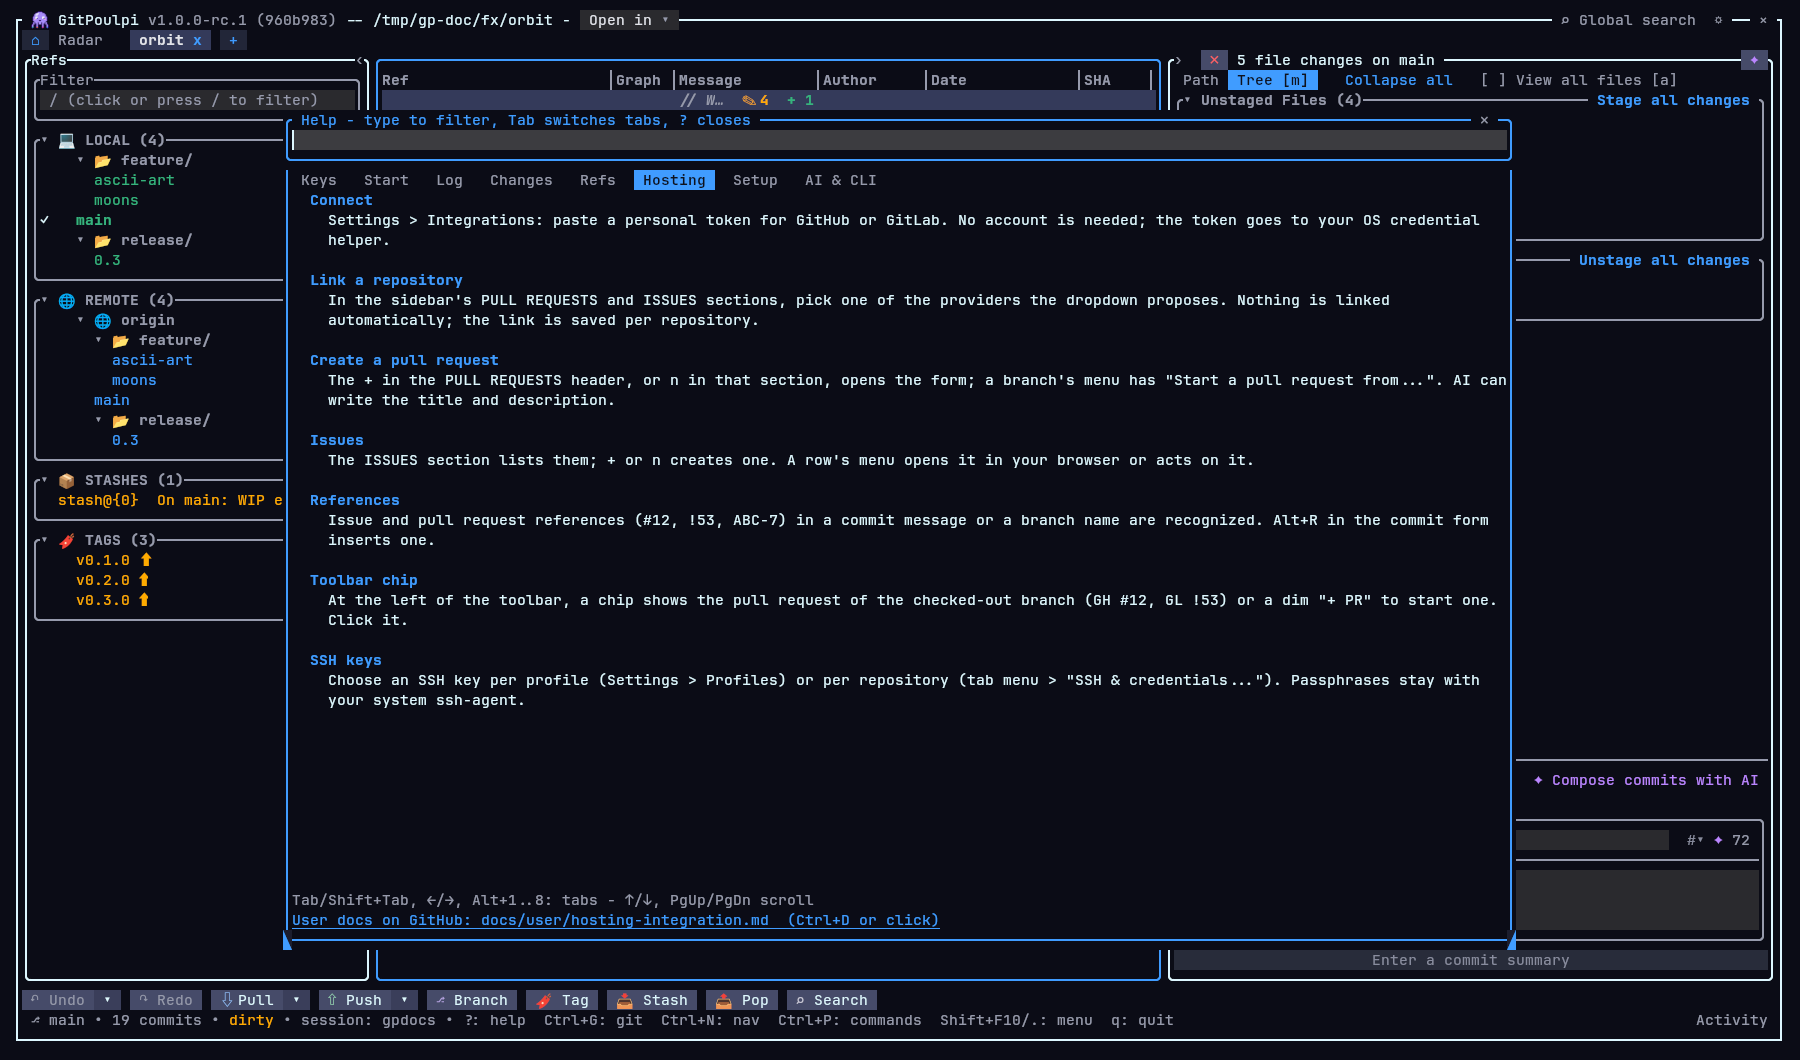 GitPoulpi v1.0.0-rc.1 (960b983) —— /tmp/gp-doc/fx/orbit - Open in ▾ ⌕ Global search ⚙ ×
⌂ Radar orbit x +
Refs ‹ › ✕ 5 file changes on main ✦
Filter Ref Graph Message Author Date SHA Path Tree [m] Collapse all [ ] View all files [a]
/ (click or press / to filter) // W… ✎ 4 + 1 ▾ Unstaged Files (4) Stage all changes
Help - type to filter, Tab switches tabs, ? closes ×
▾ 💻 LOCAL (4)
▾ 📂 feature/
ascii-art
moons
✓ main
▾ 📂 release/
0.3
▾ 🌐 REMOTE (4)
▾ 🌐 origin
▾ 📂 feature/
ascii-art
moons
main
▾ 📂 release/
0.3
▾ 📦 STASHES (1)
stash@{0} On main: WIP e
▾ 🔖 TAGS (3)
v0.1.0 ⬆
v0.2.0 ⬆
v0.3.0 ⬆
Keys Start Log Changes Refs Hosting Setup AI & CLI
Connect
Settings > Integrations: paste a personal token for GitHub or GitLab. No account is needed; the token goes to your OS credential
helper.
Link a repository
In the sidebar's PULL REQUESTS and ISSUES sections, pick one of the providers the dropdown proposes. Nothing is linked
automatically; the link is saved per repository.
Create a pull request
The + in the PULL REQUESTS header, or n in that section, opens the form; a branch's menu has "Start a pull request from...". AI can
write the title and description.
Issues
The ISSUES section lists them; + or n creates one. A row's menu opens it in your browser or acts on it.
References
Issue and pull request references (#12, !53, ABC-7) in a commit message or a branch name are recognized. Alt+R in the commit form
inserts one.
Toolbar chip
At the left of the toolbar, a chip shows the pull request of the checked-out branch (GH #12, GL !53) or a dim "+ PR" to start one.
Click it.
SSH keys
Choose an SSH key per profile (Settings > Profiles) or per repository (tab menu > "SSH & credentials..."). Passphrases stay with
your system ssh-agent.
Tab/Shift+Tab, ←/→, Alt+1..8: tabs - ↑/↓, PgUp/PgDn scroll
User docs on GitHub: docs/user/hosting-integration.md (Ctrl+D or click)
Unstage all changes
✦ Compose commits with AI
#▾ ✦ 72
Enter a commit summary
↶ Undo ▾ ↷ Redo ⇩ Pull ▾ ⇧ Push ▾ ⎇ Branch 🔖 Tag 📥 Stash 📤 Pop ⌕ Search
⎇ main • 19 commits • dirty • session: gpdocs • ?: help Ctrl+G: git Ctrl+N: nav Ctrl+P: commands Shift+F10/.: menu q: quit Activity